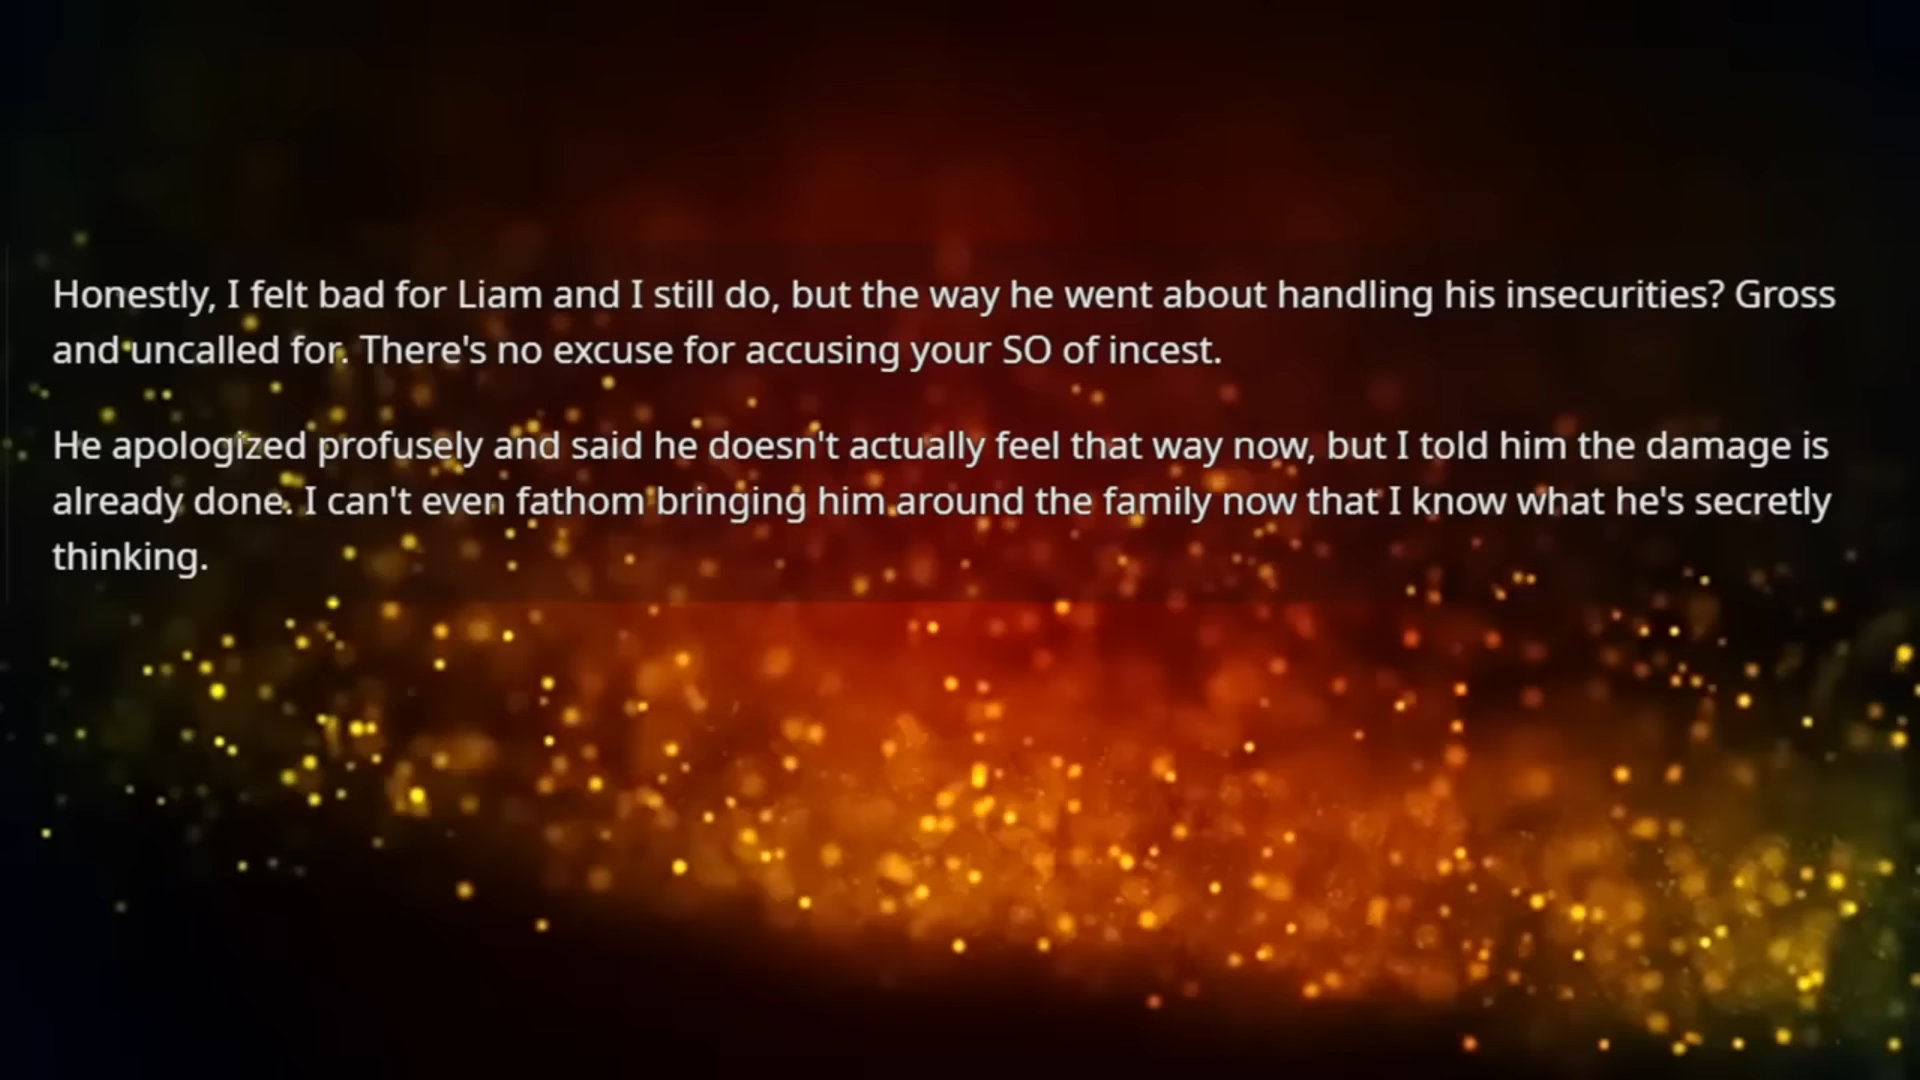 Honestly, I felt bad for Liam and I still do, but the way he went about handling his insecurities? Gross
and uncalled for. There's no excuse for accusing your SO of incest.
He apologized profusely and said he doesn't actually feel that way now, but I told him the damage is
already done. I can't even fathom bringing him around the family now that I know what he's secretly
thinking.